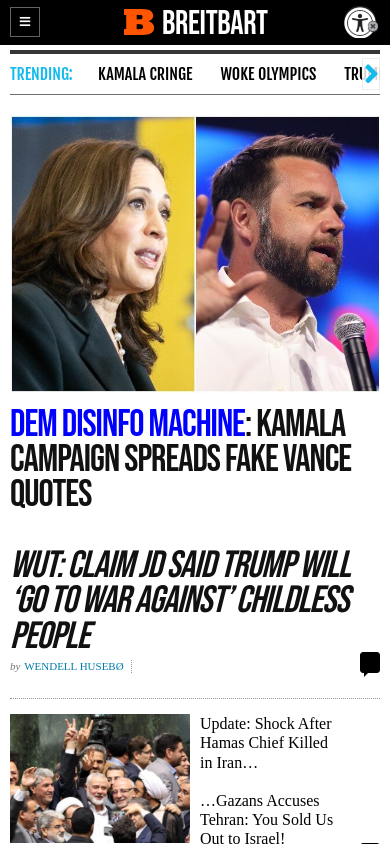 BREITBART
TRENDING:
KAMALA CRINGE
WOKE OLYMPICS
DEM DISINFO MACHINE: KAMALA
CAMPAIGN SPREADS FAKE VANCE
QUOTES
WUT: CLAIM JD SAID TRUMP WILL
‘GO TO WAR AGAINST’ CHILDLESS
PEOPLE
by WENDELL HUSEBØ
Update: Shock After
Hamas Chief Killed
in Iran…
…Gazans Accuses
Tehran: You Sold Us
Out to Israel!